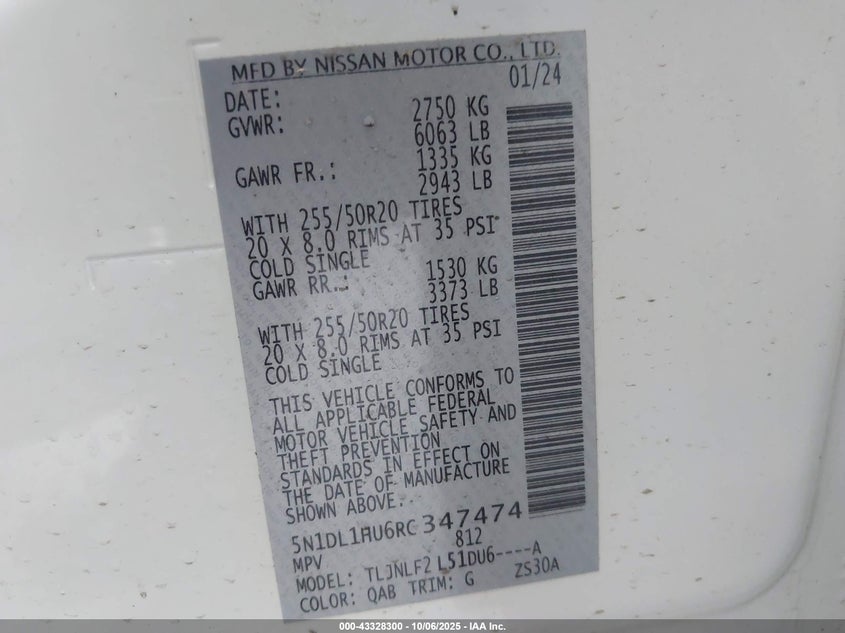 MFD BY NISSAN MOTOR CO., LTD.
DATE: 01/24
GVWR: 2750 KG
6063 LB
GAWR FR.: 1335 KG
2943 LB
WITH 255/50R20 TIRES
20 X 8.0 RIMS AT 35 PSI
COLD SINGLE
GAWR RR.: 1530 KG
3373 LB
WITH 255/50R20 TIRES
20 X 8.0 RIMS AT 35 PSI
COLD SINGLE
THIS VEHICLE CONFORMS TO
ALL APPLICABLE FEDERAL
MOTOR VEHICLE SAFETY AND
THEFT PREVENTION
STANDARDS IN EFFECT ON
THE DATE OF MANUFACTURE
SHOWN ABOVE.
5N1DL1HU6RC347474
MPV 812
MODEL: TLJNLF2 L51DU6----A
COLOR: QAB TRIM: G ZS30A
000-43328300 - 10/06/2025 - IAA Inc.